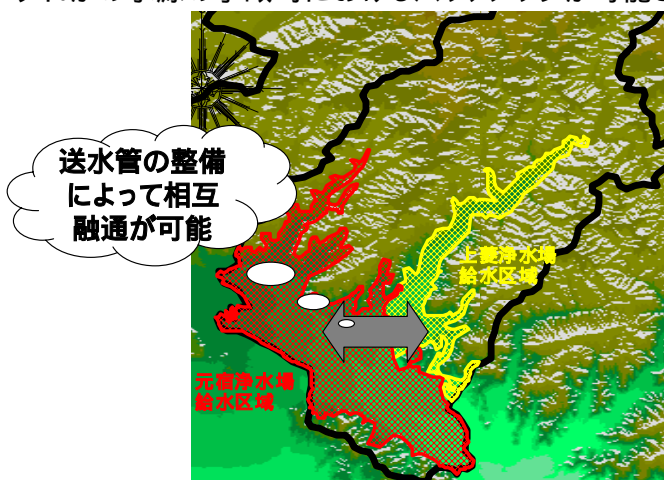 送水管の整備
によって相互
融通が可能
上菱浄水場
給水区域
元宿浄水場
給水区域